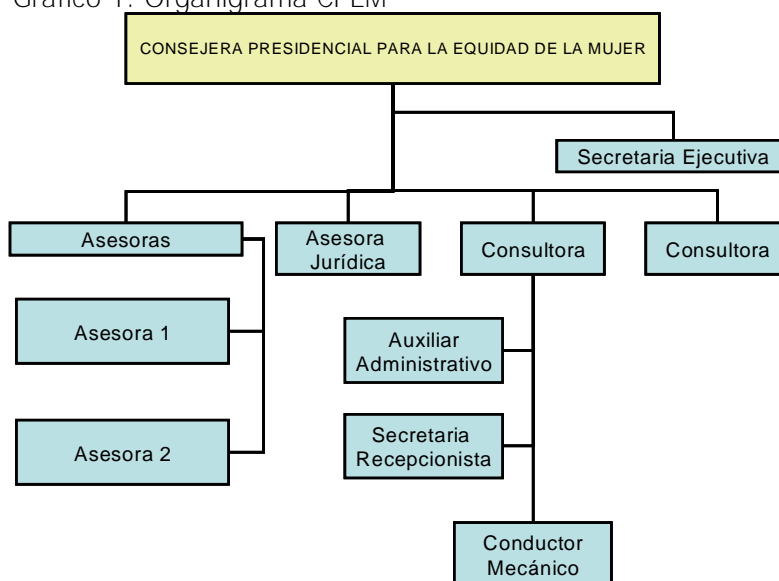 Gráfico 1. Organigrama CPEM
CONSEJERA PRESIDENCIAL PARA LA EQUIDAD DE LA MUJER
Secretaria Ejecutiva
Asesoras
Asesora
Jurídica
Consultora
Consultora
Asesora 1
Auxiliar
Administrativo
Asesora 2
Secretaria
Recepcionista
Conductor
Mecánico